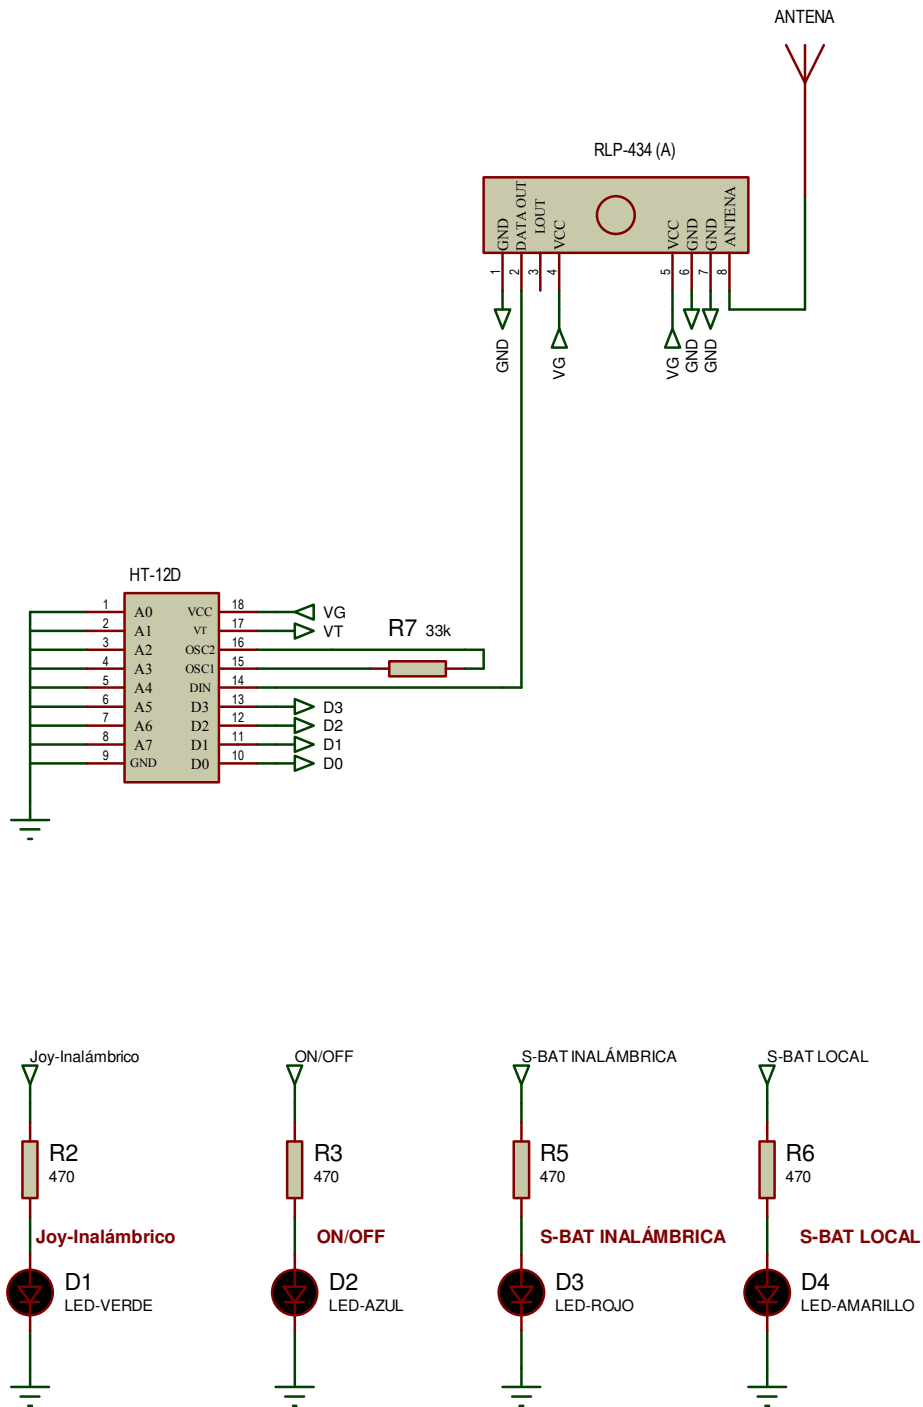 ANTENA
RLP-434 (A)
GND
DATA OUT
LOUT
VCC
VCC
GND
GND
ANTENA
1
2
3
4
5
6
7
8
GND
VG
VG
GND
GND
HT-12D
1 A0 VCC 18 VG
2 A1 VT 17 VT
3 A2 OSC2 16
R7 33k
4 A3 OSC1 15
5 A4 DIN 14
6 A5 D3 13 D3
7 A6 D2 12 D2
8 A7 D1 11 D1
9 GND D0 10 D0
Joy-Inalámbrico
R2
470
Joy-Inalámbrico
D1
LED-VERDE
ON/OFF
R3
470
ON/OFF
D2
LED-AZUL
S-BAT INALÁMBRICA
R5
470
S-BAT INALÁMBRICA
D3
LED-ROJO
S-BAT LOCAL
R6
470
S-BAT LOCAL
D4
LED-AMARILLO